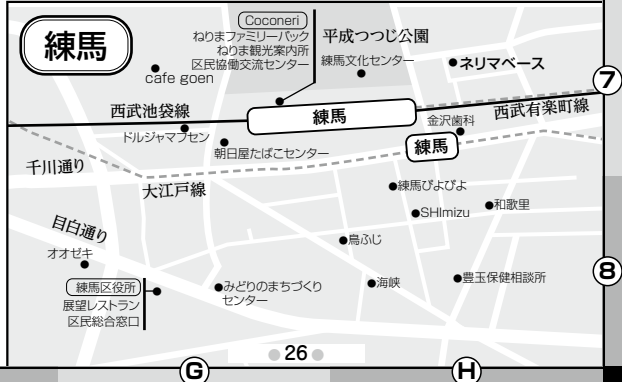 練馬
Coconeri
ねりまファミリーパック
ねりま観光案内所
区民協働交流センター
平成つつじ公園
練馬文化センター
ネリマベース
cafe goen
7
西武池袋線
練馬
西武有楽町線
ドルジャマプセン
金沢歯科
朝日屋たばこセンター
練馬
千川通り
大江戸線
練馬ぴよぴよ
SHImizu
和歌里
目白通り
鳥ふじ
オオゼキ
8
練馬区役所
展望レストラン
区民総合窓口
みどりのまちづくり
センター
海峡
豊玉保健相談所
26
G
H